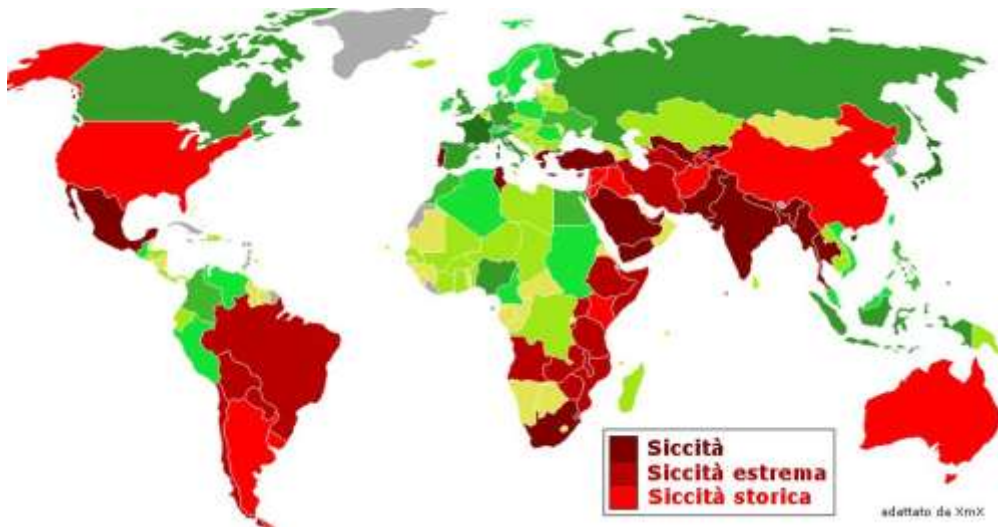 Siccità
Siccità estrema
Siccità storica
adattato da XmX